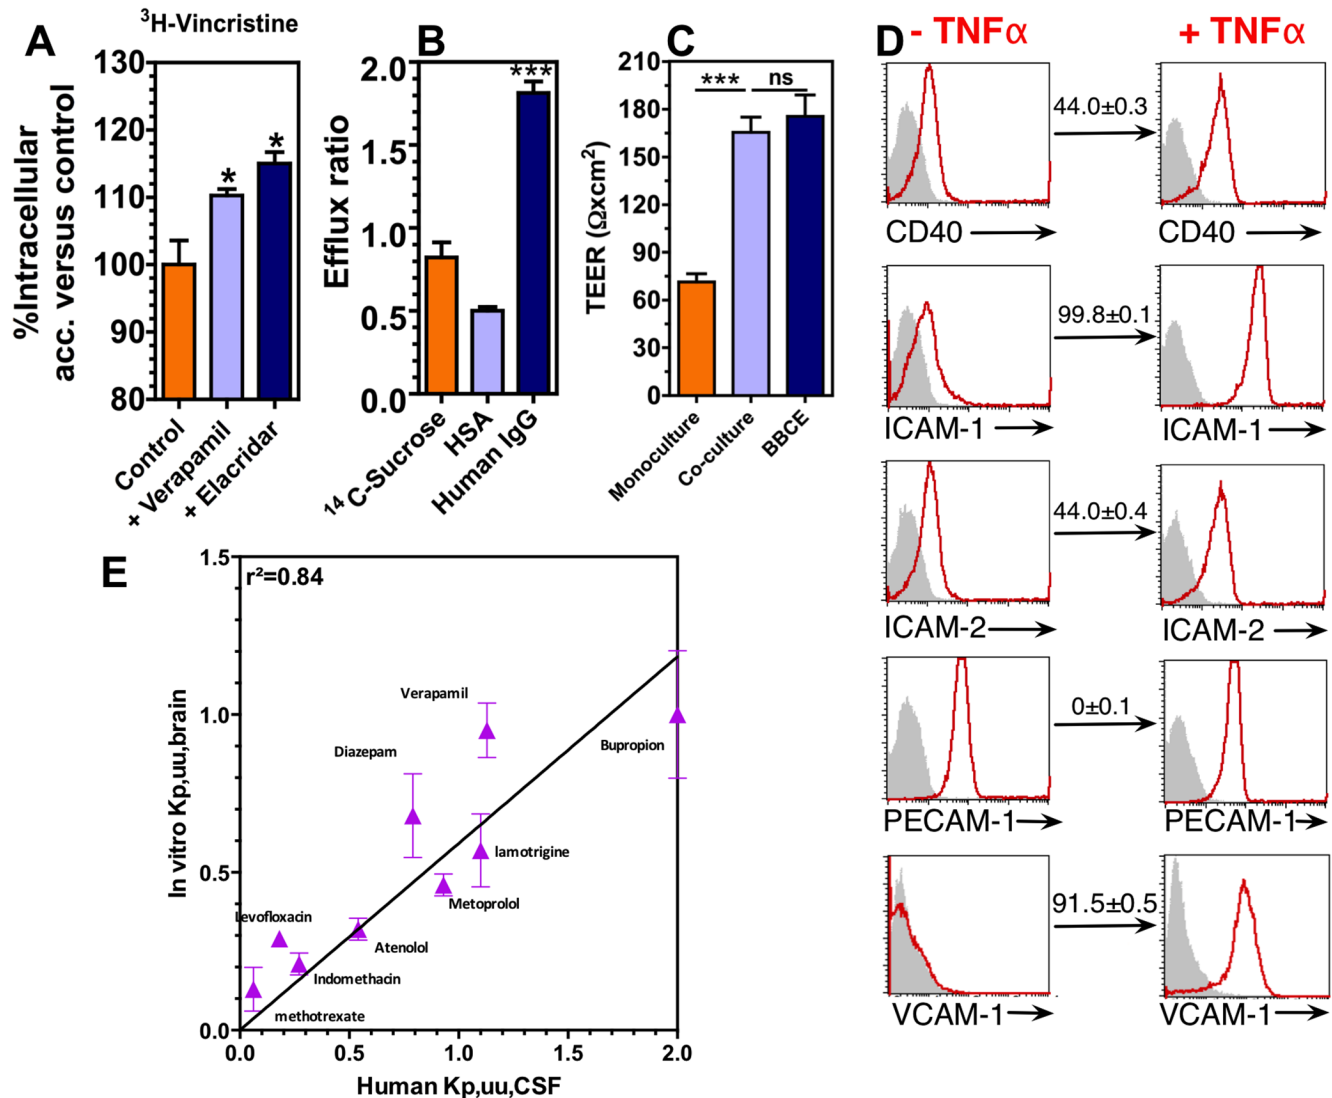 A
³H-Vincristine
%Intracellular
acc. versus control
130
120
110
100
90
80
*
*
Control
+ Verapamil
+ Elacridar
B
Efflux ratio
2.0
1.5
1.0
0.5
0.0
***
¹⁴C-Sucrose
HSA
Human IgG
C
TEER (Ωxcm²)
210
180
150
120
90
60
30
0
***
ns
Monoculture
Co-culture
BBCE
D
- TNFα
+ TNFα
44.0±0.3
CD40
CD40
99.8±0.1
ICAM-1
ICAM-1
44.0±0.4
ICAM-2
ICAM-2
0±0.1
PECAM-1
PECAM-1
91.5±0.5
VCAM-1
VCAM-1
E
r²=0.84
In vitro Kp,uu,brain
1.5
1.0
0.5
0.0
Verapamil
Diazepam
Bupropion
lamotrigine
Metoprolol
Levofloxacin
Atenolol
Indomethacin
methotrexate
0.0
0.5
1.0
1.5
2.0
Human Kp,uu,CSF